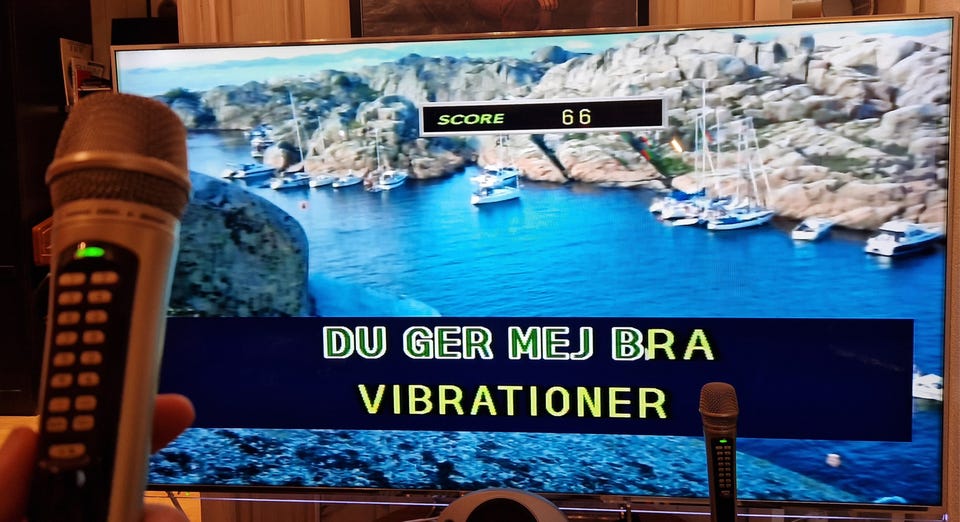 SCORE 66
DU GER MEJ BRA
VIBRATIONER